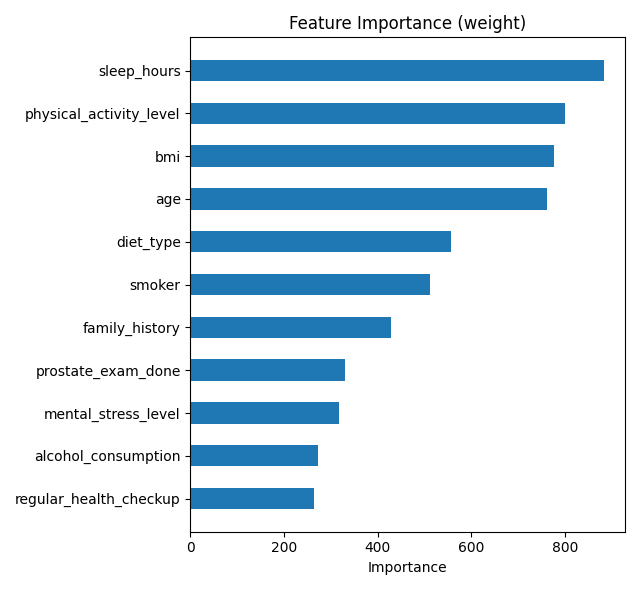 Feature Importance (weight)
sleep_hours
physical_activity_level
bmi
age
diet_type
smoker
family_history
prostate_exam_done
mental_stress_level
alcohol_consumption
regular_health_checkup
0 200 400 600 800
Importance